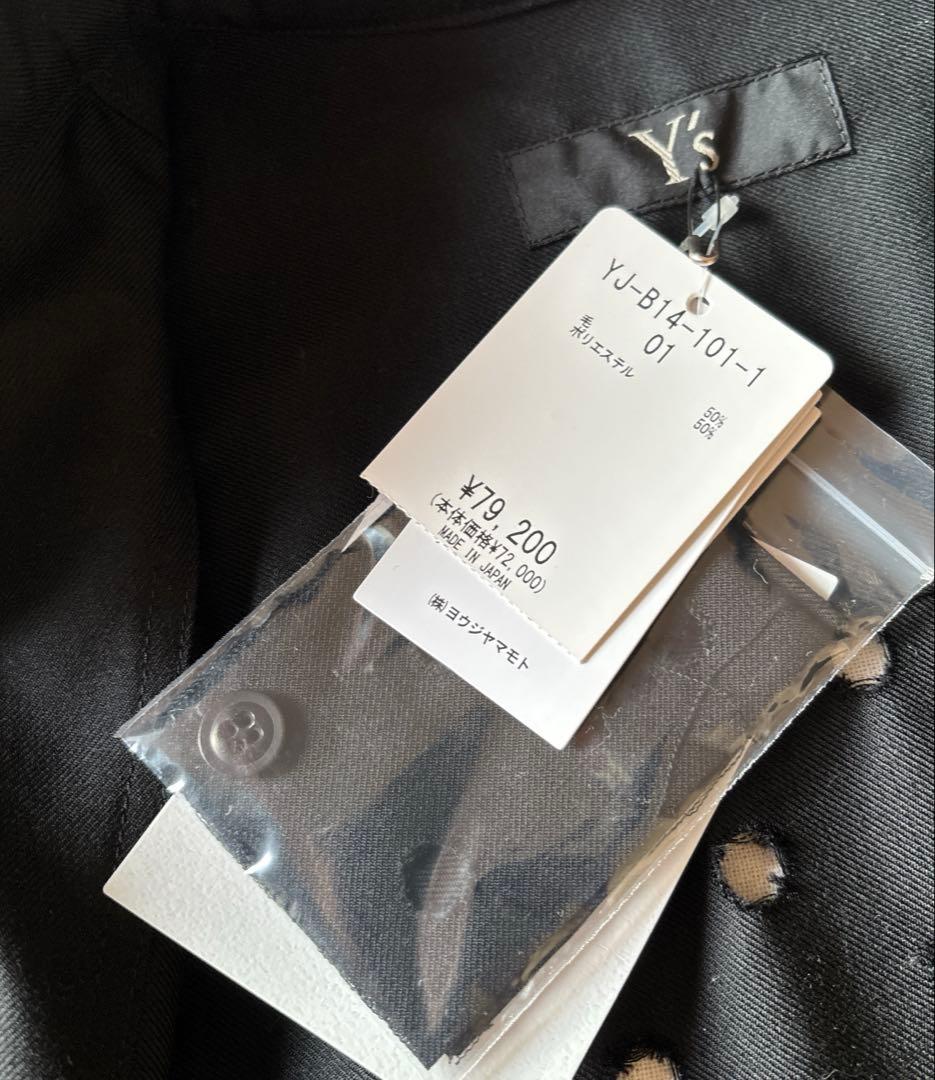 Y's
YJ-B14-101-1
01
毛 50%
ポリエステル 50%
¥79,200
(本体価格¥72,000)
MADE IN JAPAN
(株)ヨウジヤマモト